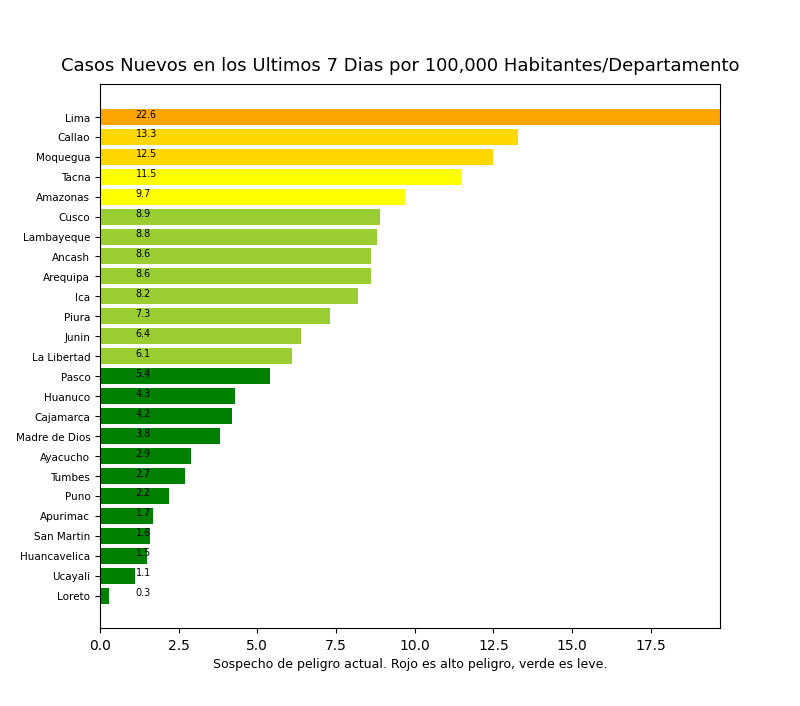 Casos Nuevos en los Ultimos 7 Dias por 100,000 Habitantes/Departamento
Lima 22.6
Callao 13.3
Moquegua 12.5
Tacna 11.5
Amazonas 9.7
Cusco 8.9
Lambayeque 8.8
Ancash 8.6
Arequipa 8.6
Ica 8.2
Piura 7.3
Junin 6.4
La Libertad 6.1
Pasco 5.4
Huanuco 4.3
Cajamarca 4.2
Madre de Dios 3.8
Ayacucho 2.9
Tumbes 2.7
Puno 2.2
Apurimac 1.7
San Martin 1.6
Huancavelica 1.5
Ucayali 1.1
Loreto 0.3
0.0 2.5 5.0 7.5 10.0 12.5 15.0 17.5
Sospecho de peligro actual. Rojo es alto peligro, verde es leve.